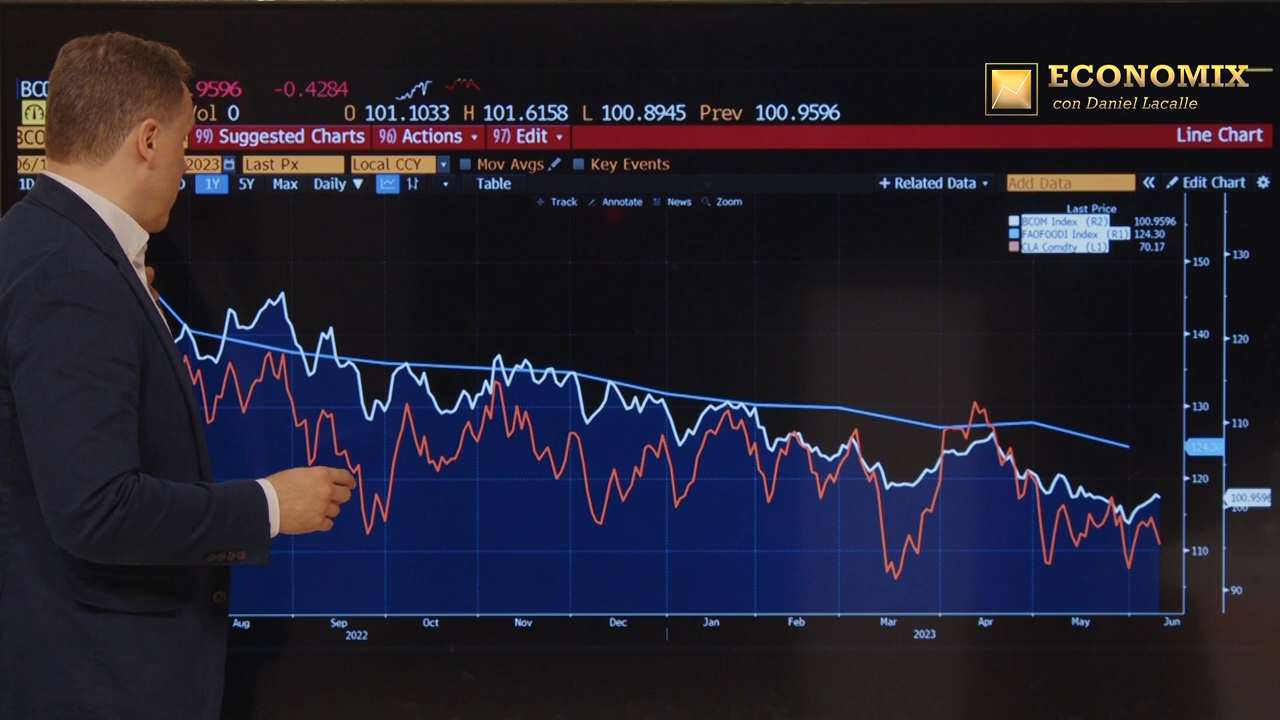 ECONOMIX
con Daniel Lacalle
BCO .9596 -0.4284
Vol 0 O 101.1033 H 101.6158 L 100.8945 Prev 100.9596
BCO 99) Suggested Charts 96) Actions 97) Edit Line Chart
06/1 2023 Last Px Local CCY Mov Avgs Key Events
1D 1Y 5Y Max Daily Table + Related Data Add Data « Edit Chart
Track Annotate News Zoom
Last Price
BCOM Index (R2) 100.9596
FAOFOODI Index (R1) 124.30
CLA Comdty (L1) 70.17
150
140
130
124.30
120
110
130
120
110
100.9596
100
90
Aug Sep Oct Nov Dec Jan Feb Mar Apr May Jun
2022 2023